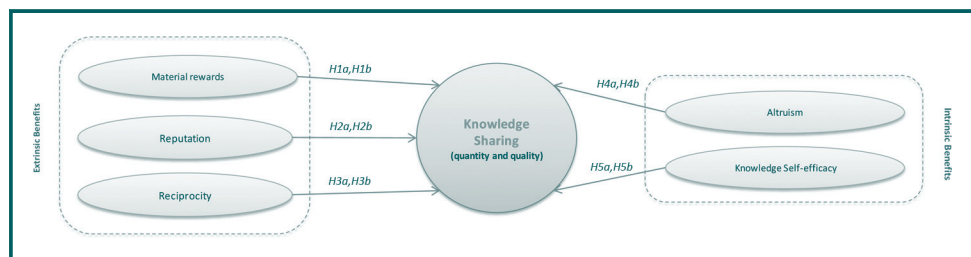 Extrinsic Benefits
Material rewards
Reputation
Reciprocity
H1a,H1b
H2a,H2b
H3a,H3b
Knowledge
Sharing
(quantity and quality)
H4a,H4b
H5a,H5b
Altruism
Knowledge Self-efficacy
Intrinsic Benefits